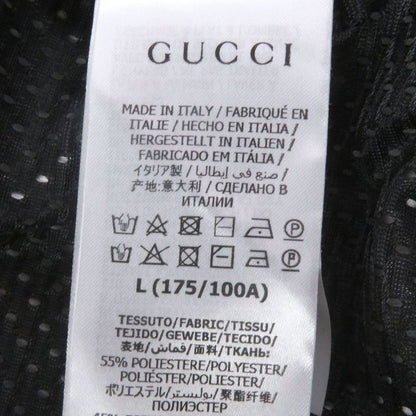 GUCCI
MADE IN ITALY / FABRIQUÉ EN
ITALIE / HECHO EN ITALIA /
HERGESTELLT IN ITALIEN /
FABRICADO EM ITÁLIA /
イタリア製 / صنع في إيطاليا /
产地:意大利 / СДЕЛАНО В
ИТАЛИИ
L (175/100A)
TESSUTO/FABRIC/TISSU/
TEJIDO/GEWEBE/TECIDO/
表地/قماش/面料/ТКАНЬ:
55% POLIESTERE/POLYESTER/
POLIÉSTER/POLYESTER/
ポリエステル/بوليستر/聚酯纤维/
ПОЛИЭСТЕР